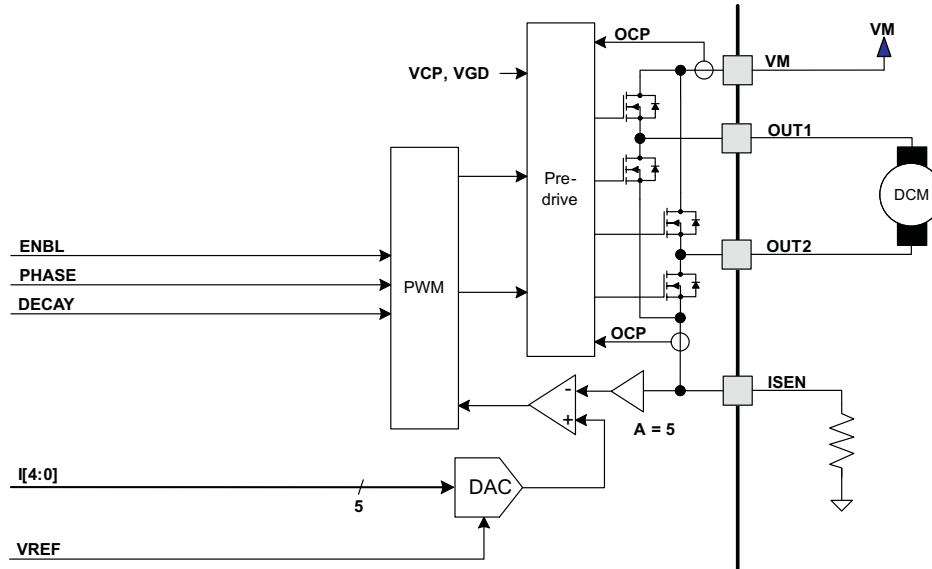 VM
OCP
VM
VCP, VGD
OUT1
Pre-
drive
DCM
ENBL
OUT2
PHASE
PWM
DECAY
OCP
-
ISEN
+
A = 5
I[4:0]
DAC
5
VREF